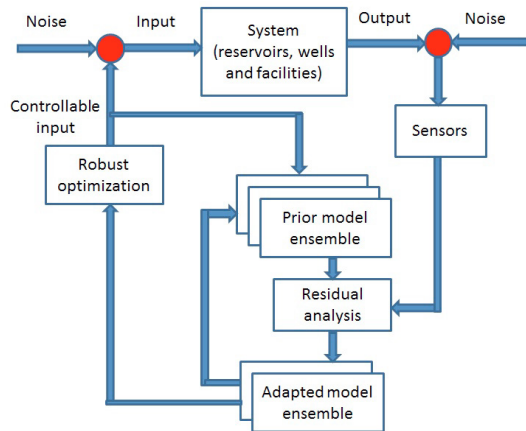 Noise
Input
System
(reservoirs, wells
and facilities)
Output
Noise
Controllable
input
Sensors
Robust
optimization
Prior model
ensemble
Residual
analysis
Adapted model
ensemble